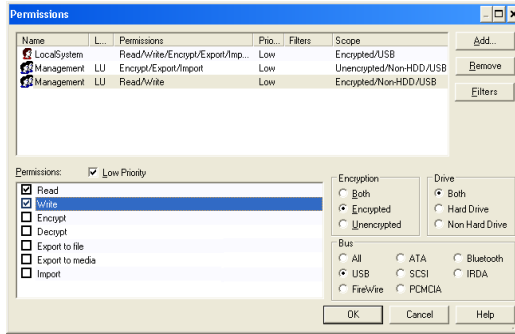 Permissions
Name L... Permissions Prio... Filters Scope
LocalSystem Read/Write/Encrypt/Export/Imp... Low Encrypted/USB
Management LU Encrypt/Export/Import Low Unencrypted/Non-HDD/USB
Management LU Read/Write Low Encrypted/Non-HDD/USB
Add...
Remove
Filters
Permissions: Low Priority
Read
Write
Encrypt
Decrypt
Export to file
Export to media
Import
Encryption
Both
Encrypted
Unencrypted
Drive
Both
Hard Drive
Non Hard Drive
Bus
All ATA Bluetooth
USB SCSI IRDA
FireWire PCMCIA
OK Cancel Help